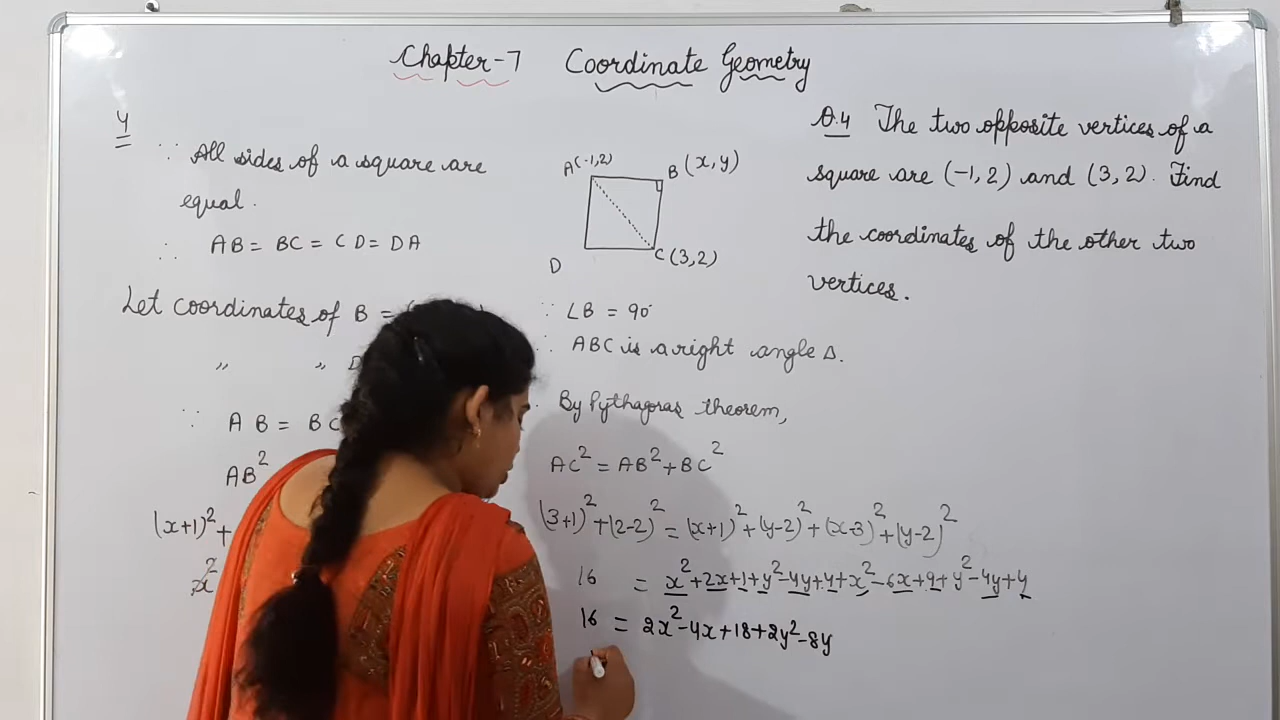 Chapter-7 Coordinate Geometry
4
∵ All sides of a square are
equal.
∴ AB = BC = CD = DA
Let coordinates of B =
„ „ D
∵ AB = BC
AB²
(x+1)² +
x²
A(-1,2)
B (x,y)
C (3,2)
D
∵ ∠B = 90°
∴ ABC is a right angle Δ.
By Pythagoras theorem,
AC² = AB² + BC²
(3+1)² + (2-2)² = (x+1)² + (y-2)² + (x-3)² + (y-2)²
16 = x² + 2x + 1 + y² - 4y + 4 + x² - 6x + 9 + y² - 4y + 4
16 = 2x² - 4x + 18 + 2y² - 8y
Q.4 The two opposite vertices of a
square are (-1, 2) and (3, 2). Find
the coordinates of the other two
vertices.